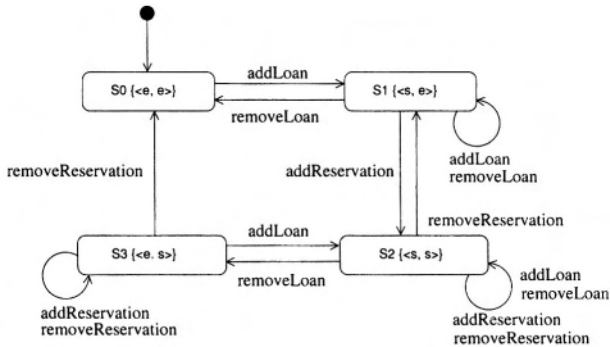 addLoan
S0 {<e, e>}
S1 {<s, e>}
removeLoan
addLoan
removeLoan
removeReservation
addReservation
removeReservation
addLoan
S3 {<e. s>}
S2 {<s, s>}
removeLoan
addLoan
removeLoan
addReservation
removeReservation
addReservation
removeReservation